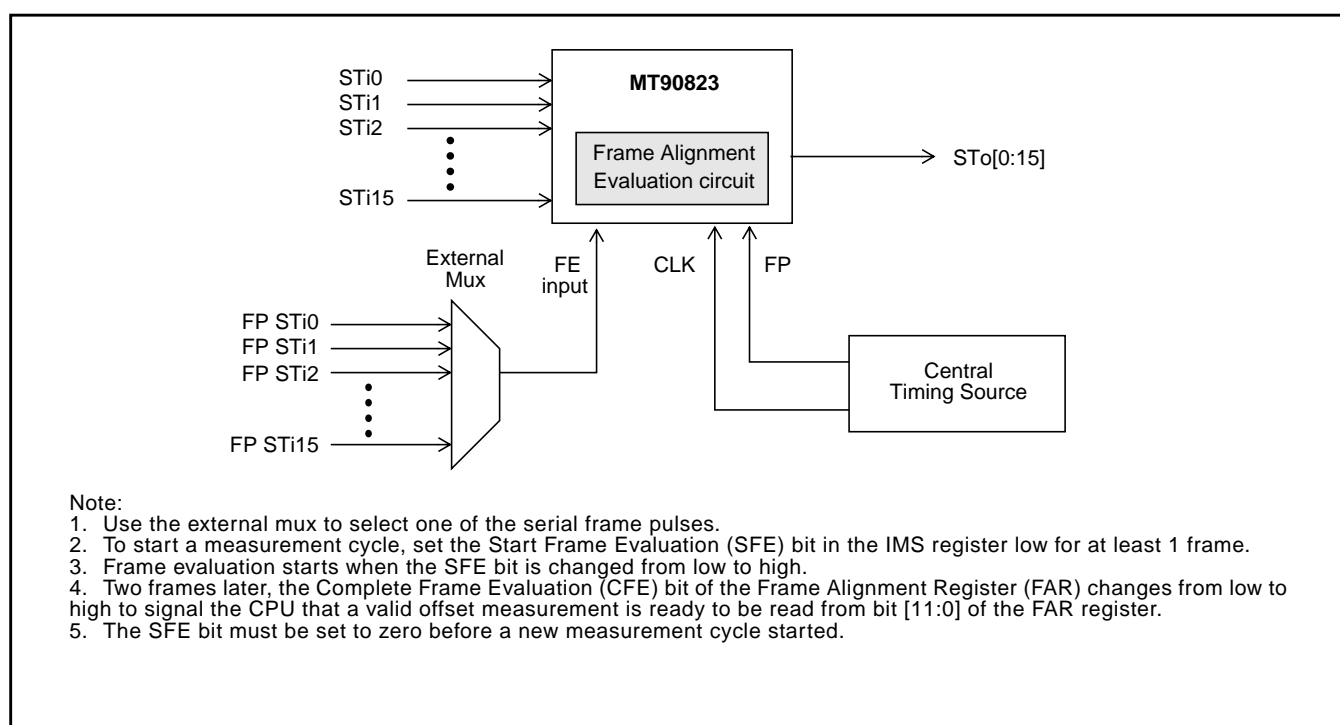 STi0
STi1
STi2
STi15
MT90823
Frame Alignment
Evaluation circuit
STo[0:15]
External
Mux
FE
input
CLK
FP
FP STi0
FP STi1
FP STi2
FP STi15
Central
Timing Source
Note:
1. Use the external mux to select one of the serial frame pulses.
2. To start a measurement cycle, set the Start Frame Evaluation (SFE) bit in the IMS register low for at least 1 frame.
3. Frame evaluation starts when the SFE bit is changed from low to high.
4. Two frames later, the Complete Frame Evaluation (CFE) bit of the Frame Alignment Register (FAR) changes from low to
high to signal the CPU that a valid offset measurement is ready to be read from bit [11:0] of the FAR register.
5. The SFE bit must be set to zero before a new measurement cycle started.